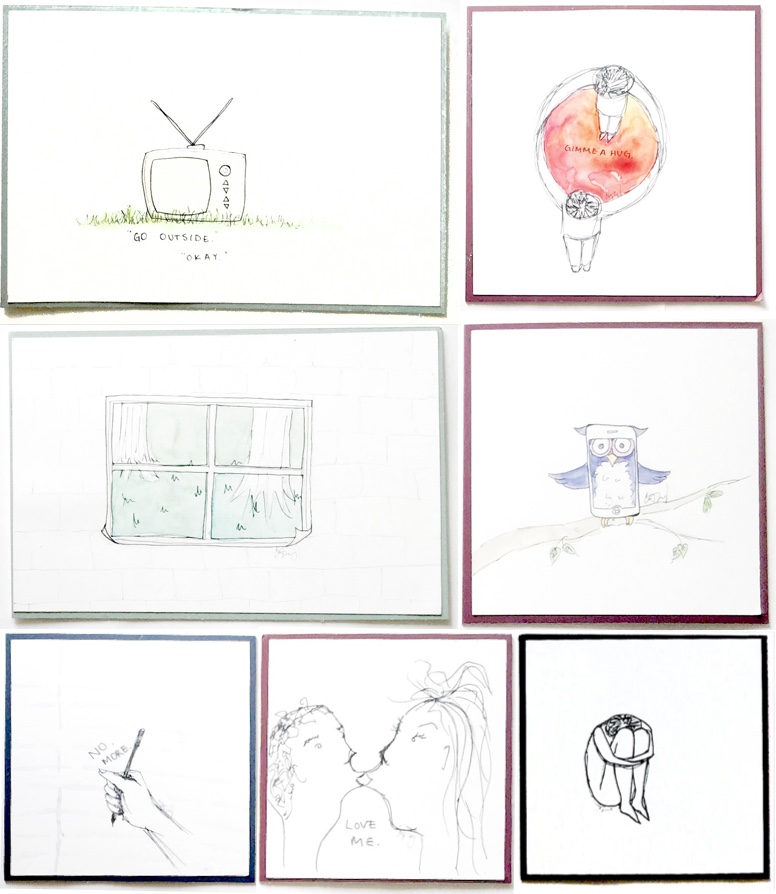 "GO OUTSIDE."
"OKAY."
GIMME A HUG.
NO
MORE
LOVE
ME.